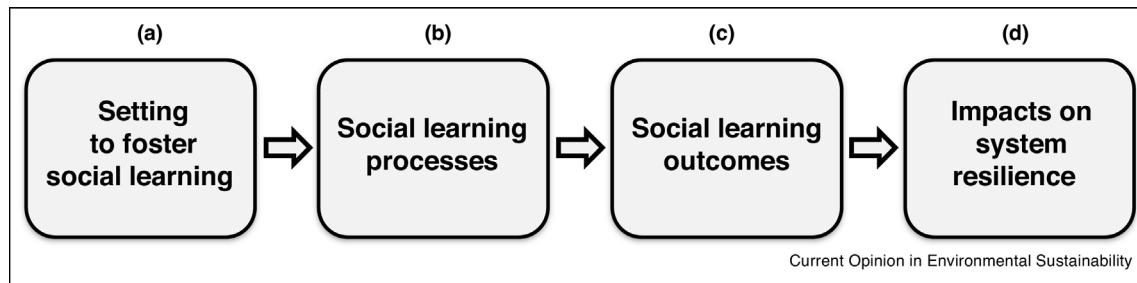 (a)
(b)
(c)
(d)
Setting
to foster
social learning
Social learning
processes
Social learning
outcomes
Impacts on
system
resilience
Current Opinion in Environmental Sustainability